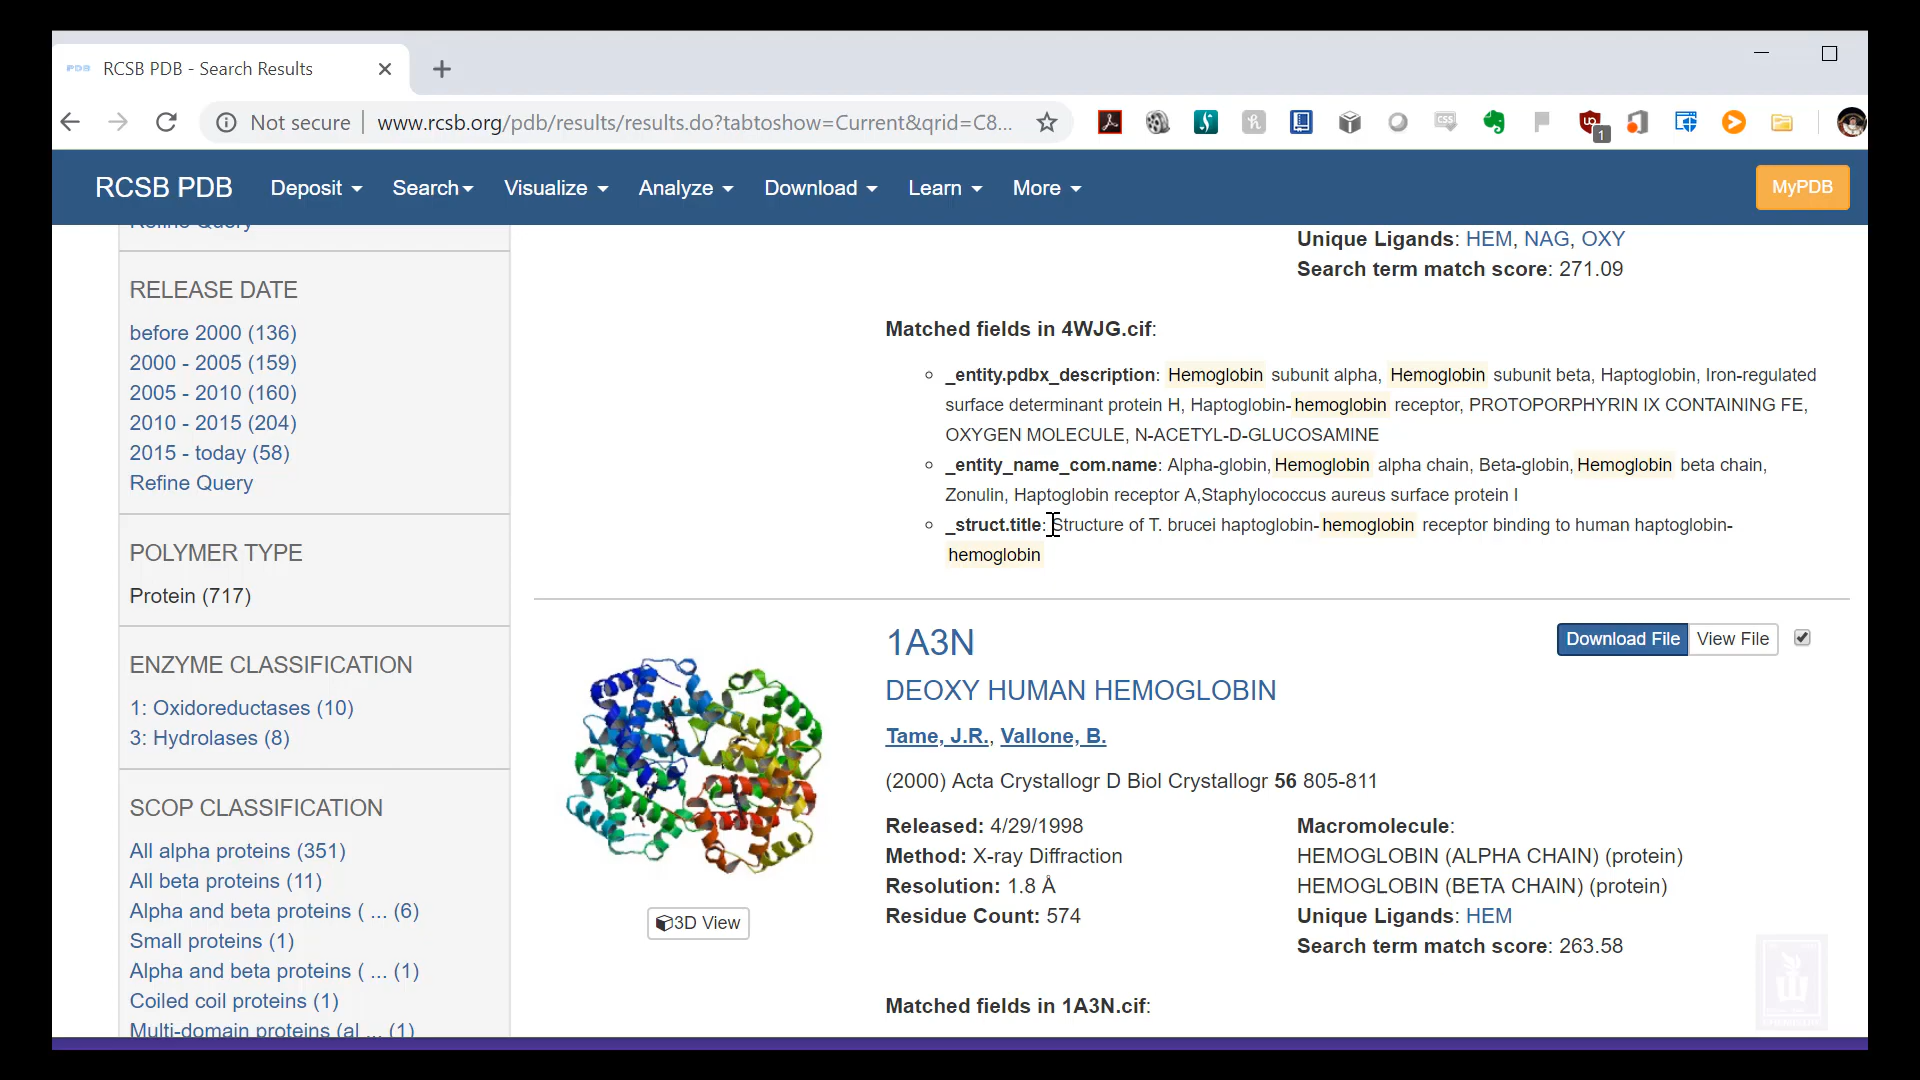 PDB RCSB PDB - Search Results
Not secure www.rcsb.org/pdb/results/results.do?tabtoshow=Current&qrid=C8...
CSS
1
RCSB PDB Deposit Search Visualize Analyze Download Learn More MyPDB
Refine Query
RELEASE DATE
before 2000 (136)
2000 - 2005 (159)
2005 - 2010 (160)
2010 - 2015 (204)
2015 - today (58)
Refine Query
POLYMER TYPE
Protein (717)
ENZYME CLASSIFICATION
1: Oxidoreductases (10)
3: Hydrolases (8)
SCOP CLASSIFICATION
All alpha proteins (351)
All beta proteins (11)
Alpha and beta proteins ( ... (6)
Small proteins (1)
Alpha and beta proteins ( ... (1)
Coiled coil proteins (1)
Multi-domain proteins (al ... (1)
Unique Ligands: HEM, NAG, OXY
Search term match score: 271.09
Matched fields in 4WJG.cif:
_entity.pdbx_description: Hemoglobin subunit alpha, Hemoglobin subunit beta, Haptoglobin, Iron-regulated
surface determinant protein H, Haptoglobin-hemoglobin receptor, PROTOPORPHYRIN IX CONTAINING FE,
OXYGEN MOLECULE, N-ACETYL-D-GLUCOSAMINE
_entity_name_com.name: Alpha-globin, Hemoglobin alpha chain, Beta-globin, Hemoglobin beta chain,
Zonulin, Haptoglobin receptor A,Staphylococcus aureus surface protein I
_struct.title: Structure of T. brucei haptoglobin-hemoglobin receptor binding to human haptoglobin-
hemoglobin
1A3N
Download File View File
DEOXY HUMAN HEMOGLOBIN
Tame, J.R., Vallone, B.
(2000) Acta Crystallogr D Biol Crystallogr 56 805-811
Released: 4/29/1998
Method: X-ray Diffraction
Resolution: 1.8 Å
Residue Count: 574
Macromolecule:
HEMOGLOBIN (ALPHA CHAIN) (protein)
HEMOGLOBIN (BETA CHAIN) (protein)
Unique Ligands: HEM
Search term match score: 263.58
3D View
Matched fields in 1A3N.cif: